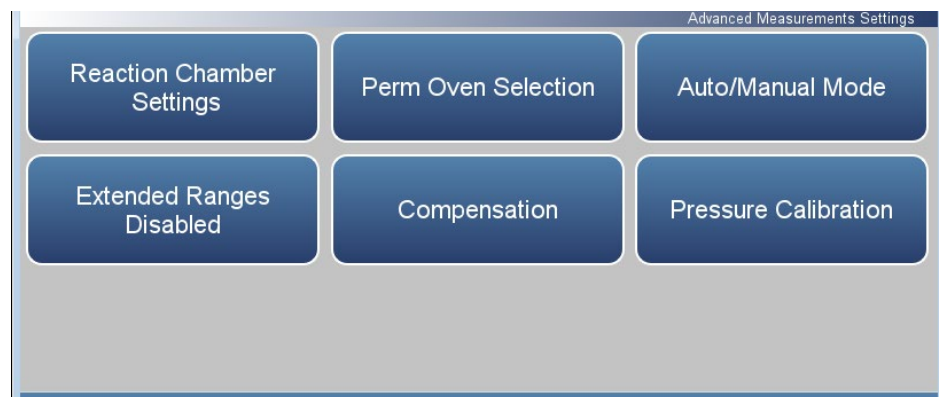 Advanced Measurements Settings
Reaction Chamber
Settings
Perm Oven Selection
Auto/Manual Mode
Extended Ranges
Disabled
Compensation
Pressure Calibration